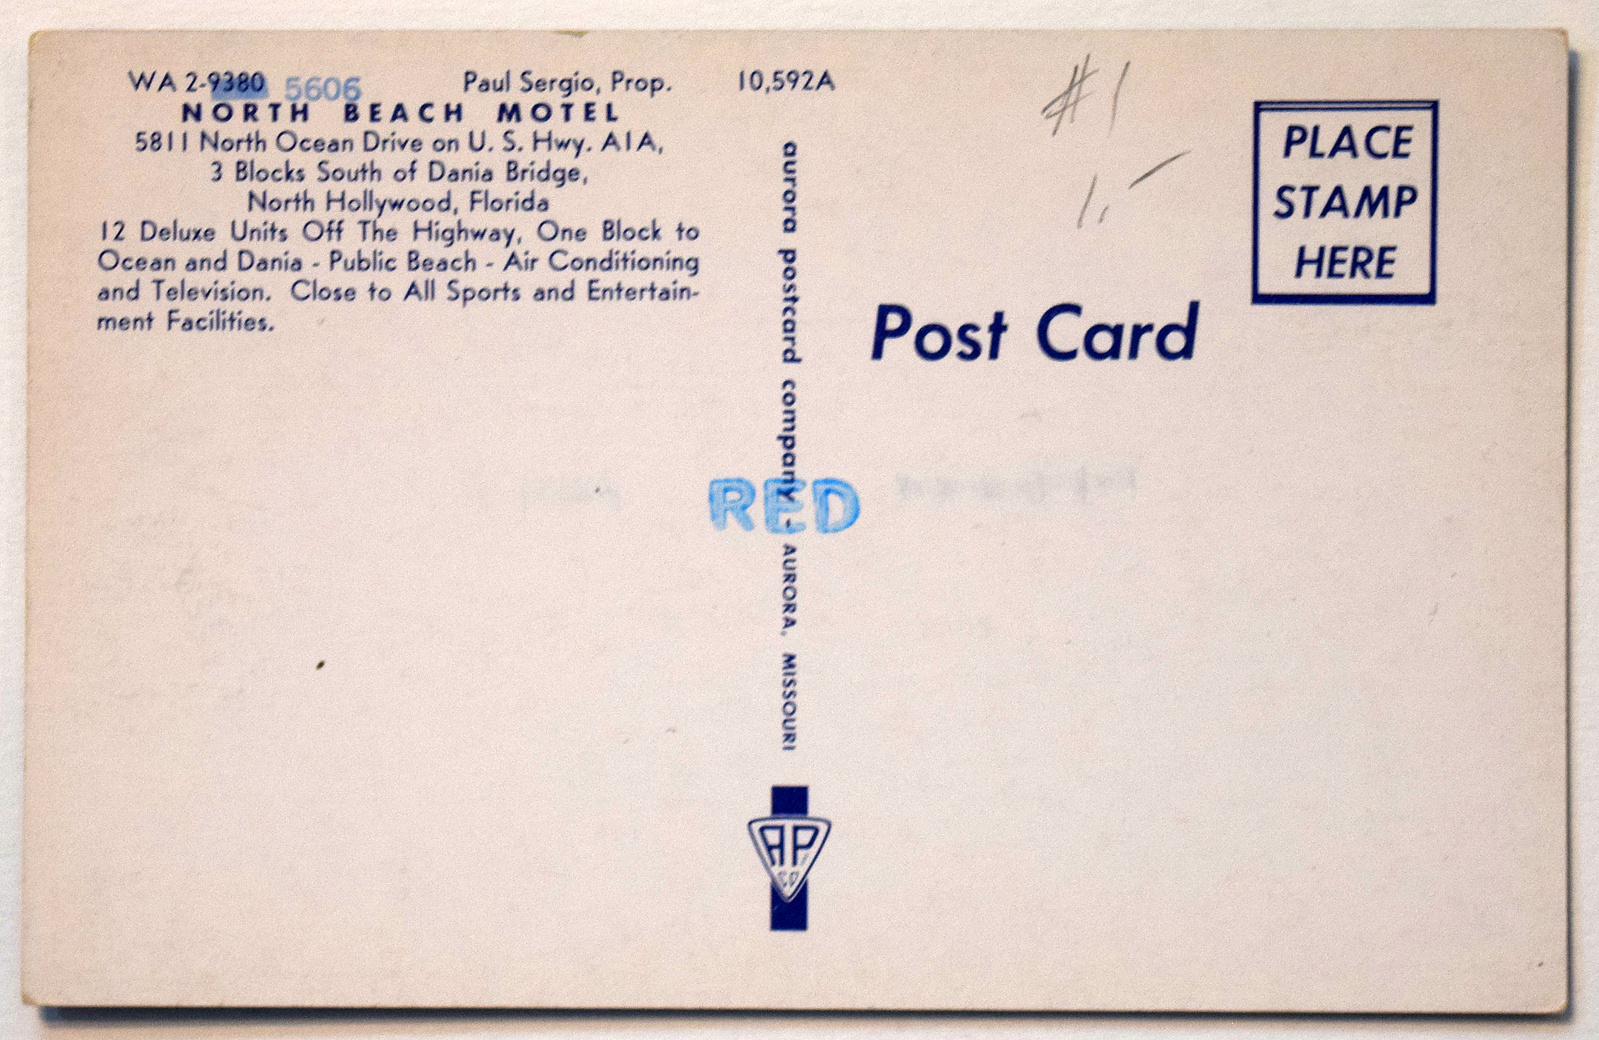 WA 2-9380 5606 Paul Sergio, Prop. 10,592A
NORTH BEACH MOTEL
5811 North Ocean Drive on U. S. Hwy. A1A,
3 Blocks South of Dania Bridge,
North Hollywood, Florida
12 Deluxe Units Off The Highway, One Block to
Ocean and Dania - Public Beach - Air Conditioning
and Television. Close to All Sports and Entertain-
ment Facilities.
aurora postcard company - AURORA, MISSOURI
RED
AP
CO
#1
1.-
PLACE
STAMP
HERE
Post Card